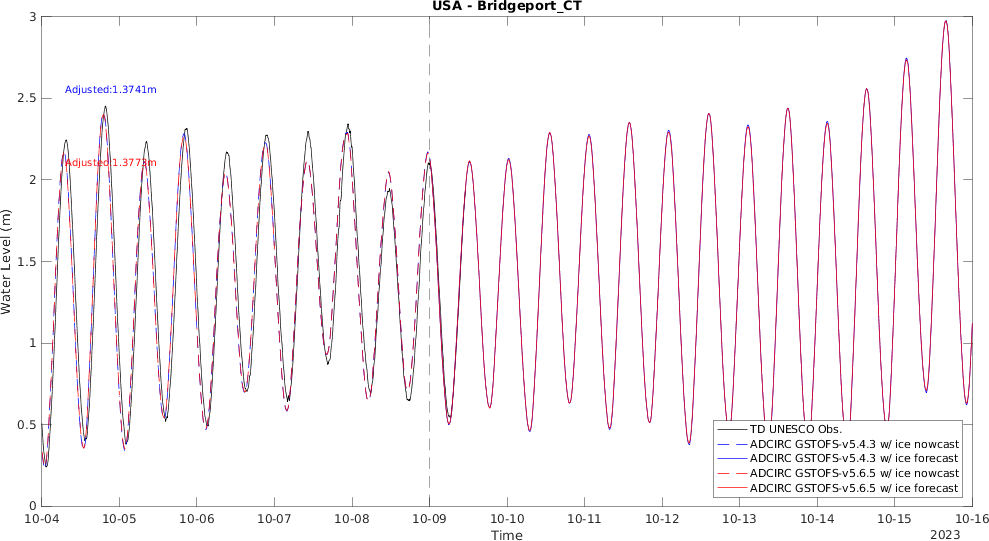 USA - Bridgeport_CT
3
2.5
2
1.5
1
0.5
0
Water Level (m)
Adjusted:1.3741m
Adjusted:1.3773m
TD UNESCO Obs.
ADCIRC GSTOFS-v5.4.3 w/ ice nowcast
ADCIRC GSTOFS-v5.4.3 w/ ice forecast
ADCIRC GSTOFS-v5.6.5 w/ ice nowcast
ADCIRC GSTOFS-v5.6.5 w/ ice forecast
10-04 10-05 10-06 10-07 10-08 10-09 10-10 10-11 10-12 10-13 10-14 10-15 10-16
Time
2023